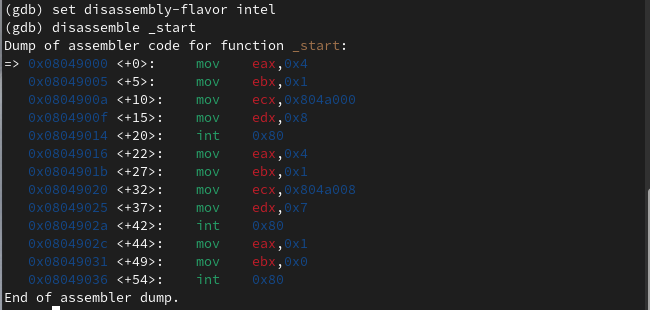 (gdb) set disassembly-flavor intel
(gdb) disassemble _start
Dump of assembler code for function _start:
=> 0x08049000 <+0>:     mov    eax,0x4
   0x08049005 <+5>:     mov    ebx,0x1
   0x0804900a <+10>:    mov    ecx,0x804a000
   0x0804900f <+15>:    mov    edx,0x8
   0x08049014 <+20>:    int    0x80
   0x08049016 <+22>:    mov    eax,0x4
   0x0804901b <+27>:    mov    ebx,0x1
   0x08049020 <+32>:    mov    ecx,0x804a008
   0x08049025 <+37>:    mov    edx,0x7
   0x0804902a <+42>:    int    0x80
   0x0804902c <+44>:    mov    eax,0x1
   0x08049031 <+49>:    mov    ebx,0x0
   0x08049036 <+54>:    int    0x80
End of assembler dump.